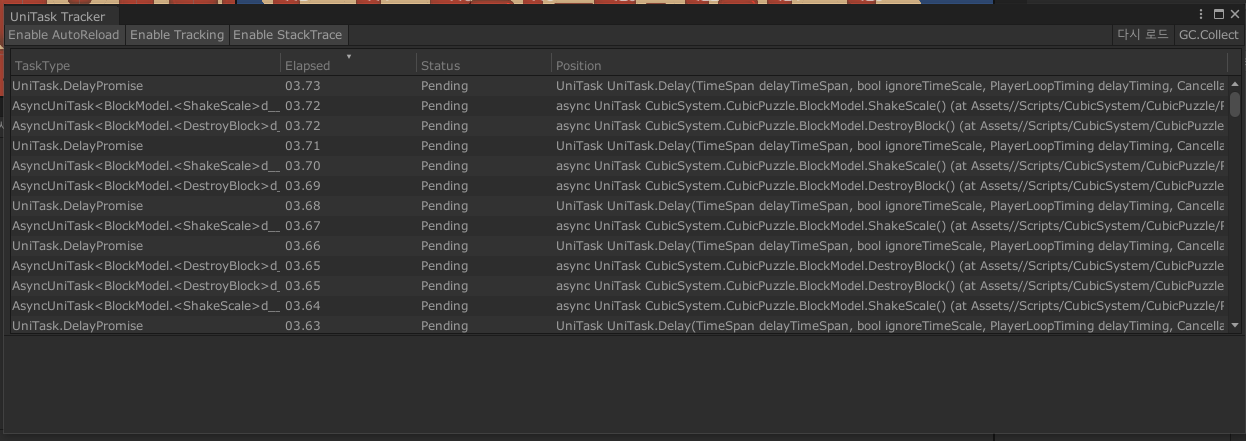 UniTask Tracker
Enable AutoReload Enable Tracking Enable StackTrace 다시 로드 GC.Collect
TaskType Elapsed Status Position
UniTask.DelayPromise 03.73 Pending UniTask UniTask.Delay(TimeSpan delayTimeSpan, bool ignoreTimeScale, PlayerLoopTiming delayTiming, Cancella
AsyncUniTask<BlockModel.<ShakeScale>d__ 03.72 Pending async UniTask CubicSystem.CubicPuzzle.BlockModel.ShakeScale() (at Assets//Scripts/CubicSystem/CubicPuzzle/F
AsyncUniTask<BlockModel.<DestroyBlock>d_ 03.72 Pending async UniTask CubicSystem.CubicPuzzle.BlockModel.DestroyBlock() (at Assets//Scripts/CubicSystem/CubicPuzzle
UniTask.DelayPromise 03.71 Pending UniTask UniTask.Delay(TimeSpan delayTimeSpan, bool ignoreTimeScale, PlayerLoopTiming delayTiming, Cancella
AsyncUniTask<BlockModel.<ShakeScale>d__ 03.70 Pending async UniTask CubicSystem.CubicPuzzle.BlockModel.ShakeScale() (at Assets//Scripts/CubicSystem/CubicPuzzle/F
AsyncUniTask<BlockModel.<DestroyBlock>d_ 03.69 Pending async UniTask CubicSystem.CubicPuzzle.BlockModel.DestroyBlock() (at Assets//Scripts/CubicSystem/CubicPuzzle
UniTask.DelayPromise 03.68 Pending UniTask UniTask.Delay(TimeSpan delayTimeSpan, bool ignoreTimeScale, PlayerLoopTiming delayTiming, Cancella
AsyncUniTask<BlockModel.<ShakeScale>d__ 03.67 Pending async UniTask CubicSystem.CubicPuzzle.BlockModel.ShakeScale() (at Assets//Scripts/CubicSystem/CubicPuzzle/F
UniTask.DelayPromise 03.66 Pending UniTask UniTask.Delay(TimeSpan delayTimeSpan, bool ignoreTimeScale, PlayerLoopTiming delayTiming, Cancella
AsyncUniTask<BlockModel.<DestroyBlock>d_ 03.65 Pending async UniTask CubicSystem.CubicPuzzle.BlockModel.DestroyBlock() (at Assets//Scripts/CubicSystem/CubicPuzzle
AsyncUniTask<BlockModel.<DestroyBlock>d_ 03.65 Pending async UniTask CubicSystem.CubicPuzzle.BlockModel.DestroyBlock() (at Assets//Scripts/CubicSystem/CubicPuzzle
AsyncUniTask<BlockModel.<ShakeScale>d__ 03.64 Pending async UniTask CubicSystem.CubicPuzzle.BlockModel.ShakeScale() (at Assets//Scripts/CubicSystem/CubicPuzzle/F
UniTask.DelayPromise 03.63 Pending UniTask UniTask.Delay(TimeSpan delayTimeSpan, bool ignoreTimeScale, PlayerLoopTiming delayTiming, Cancella